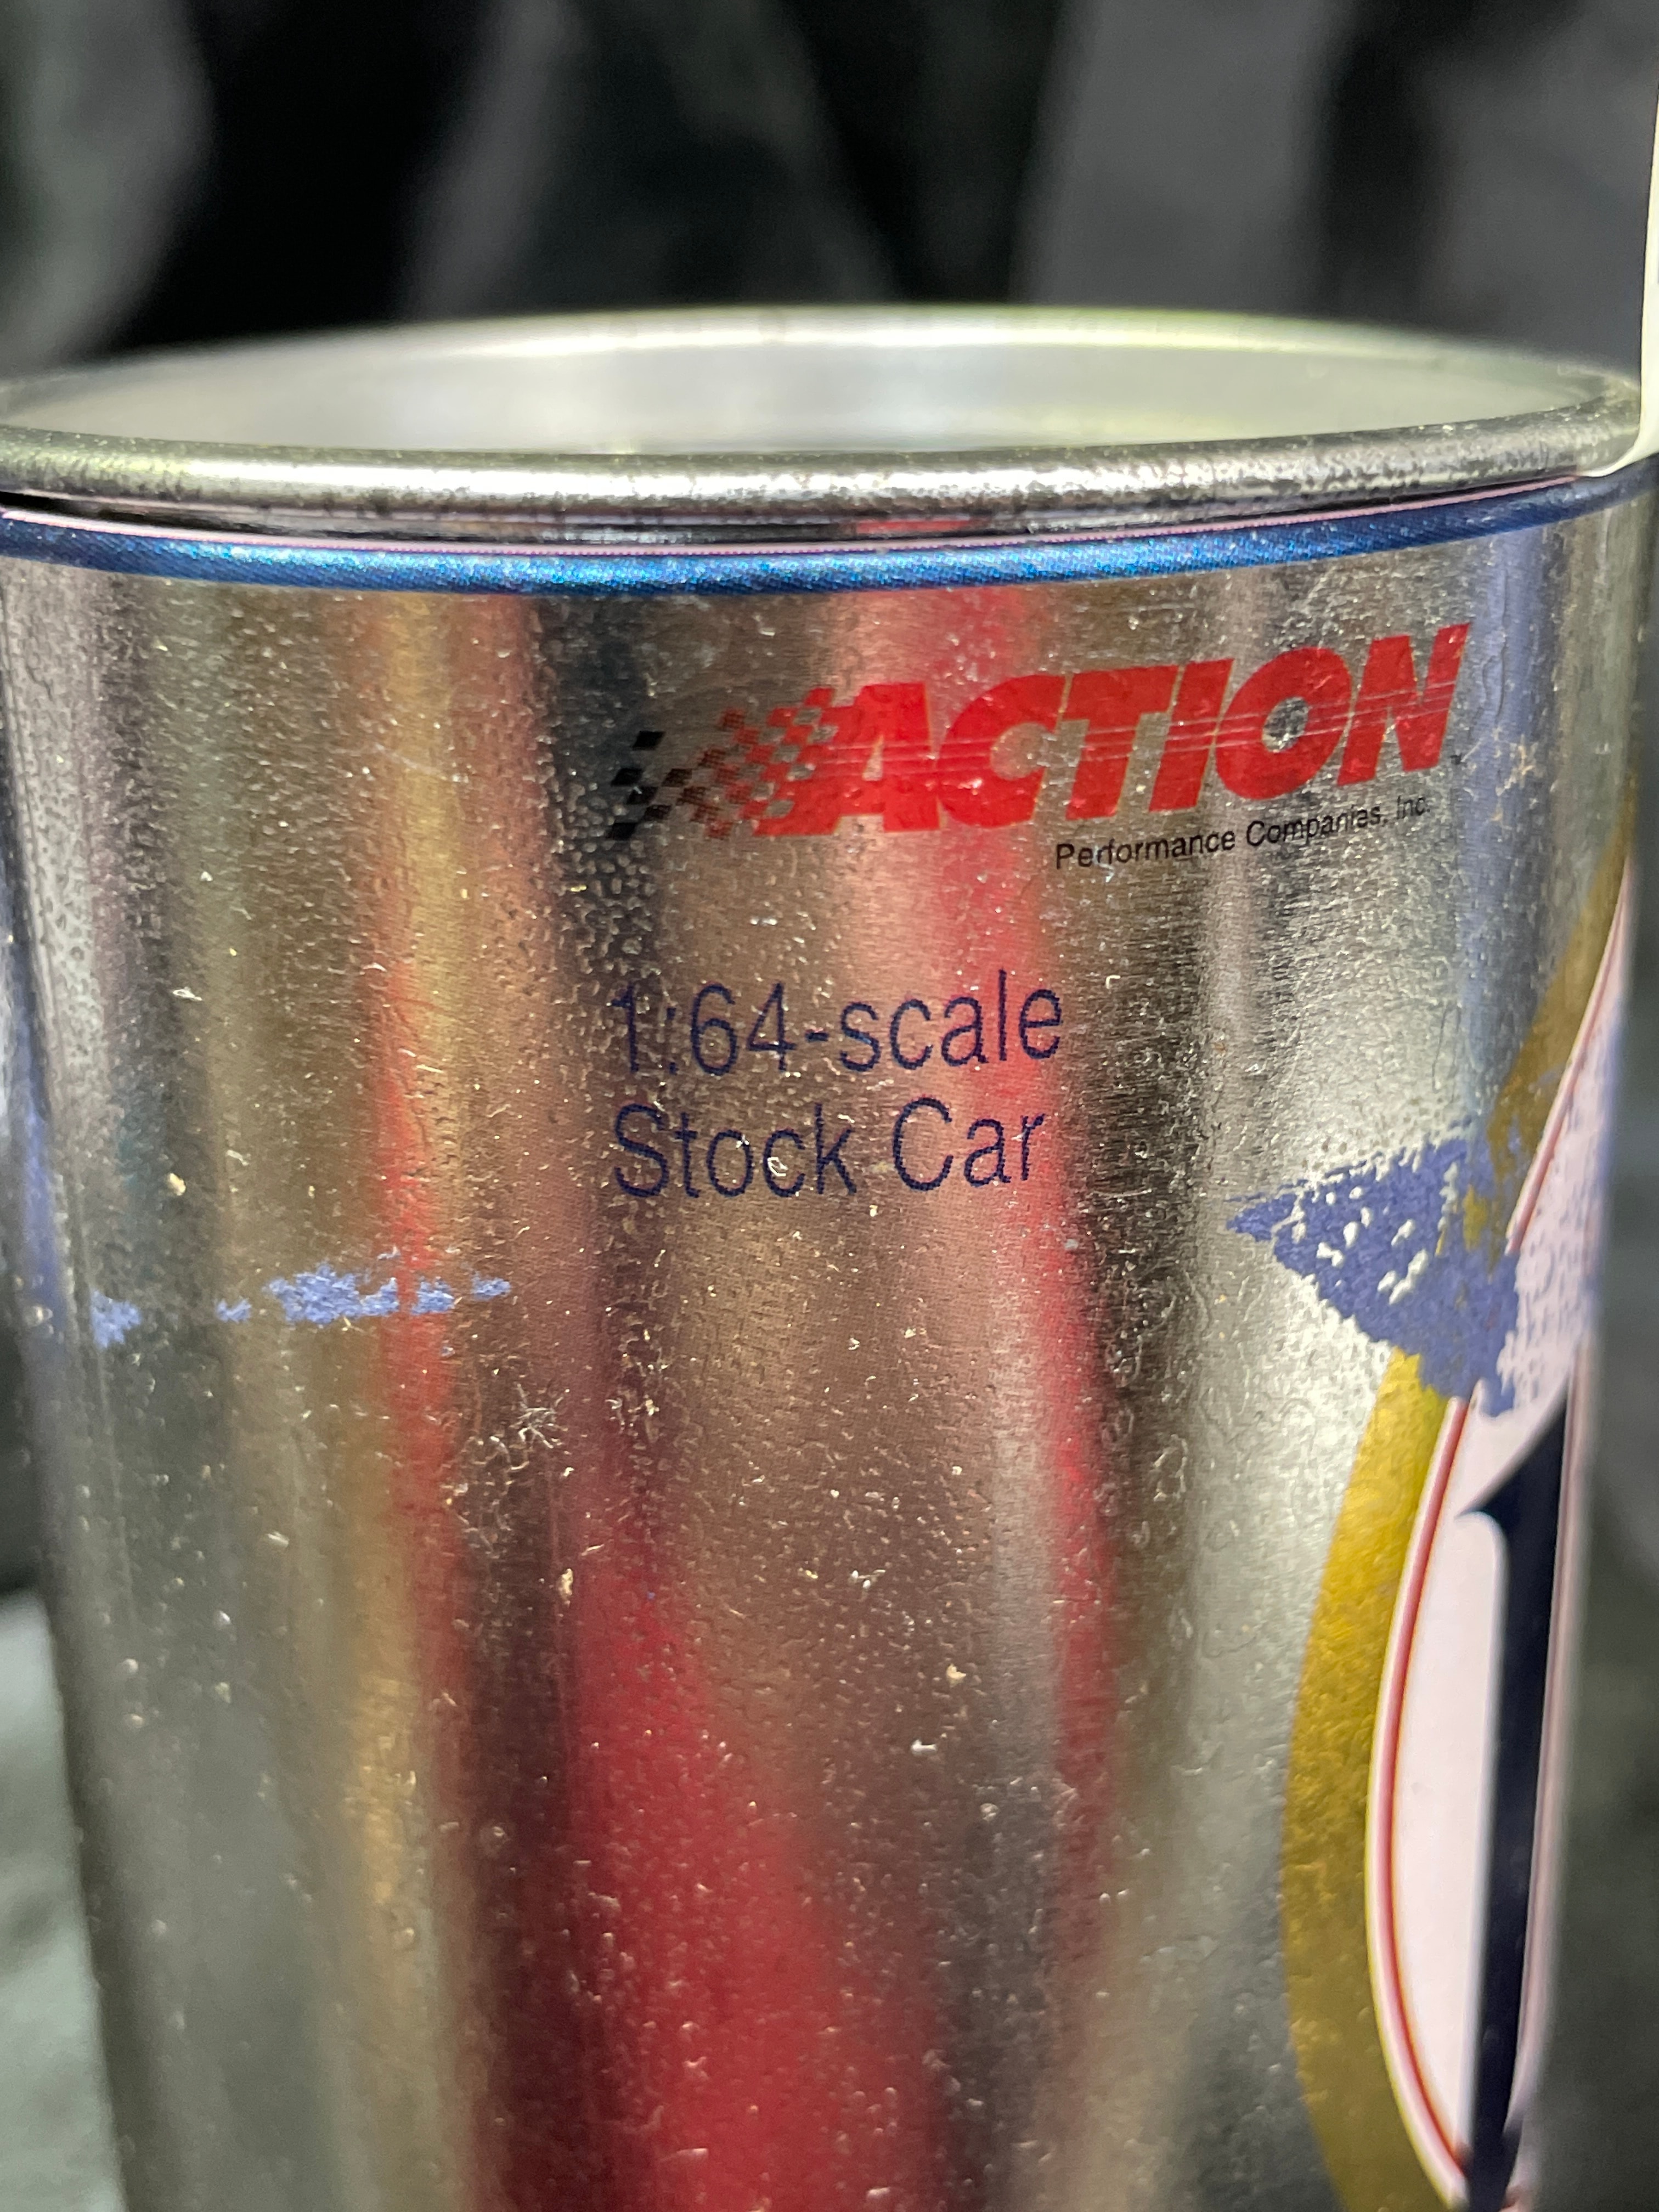 ACTION
Performance Companies, Inc.
1:64-scale
Stock Car